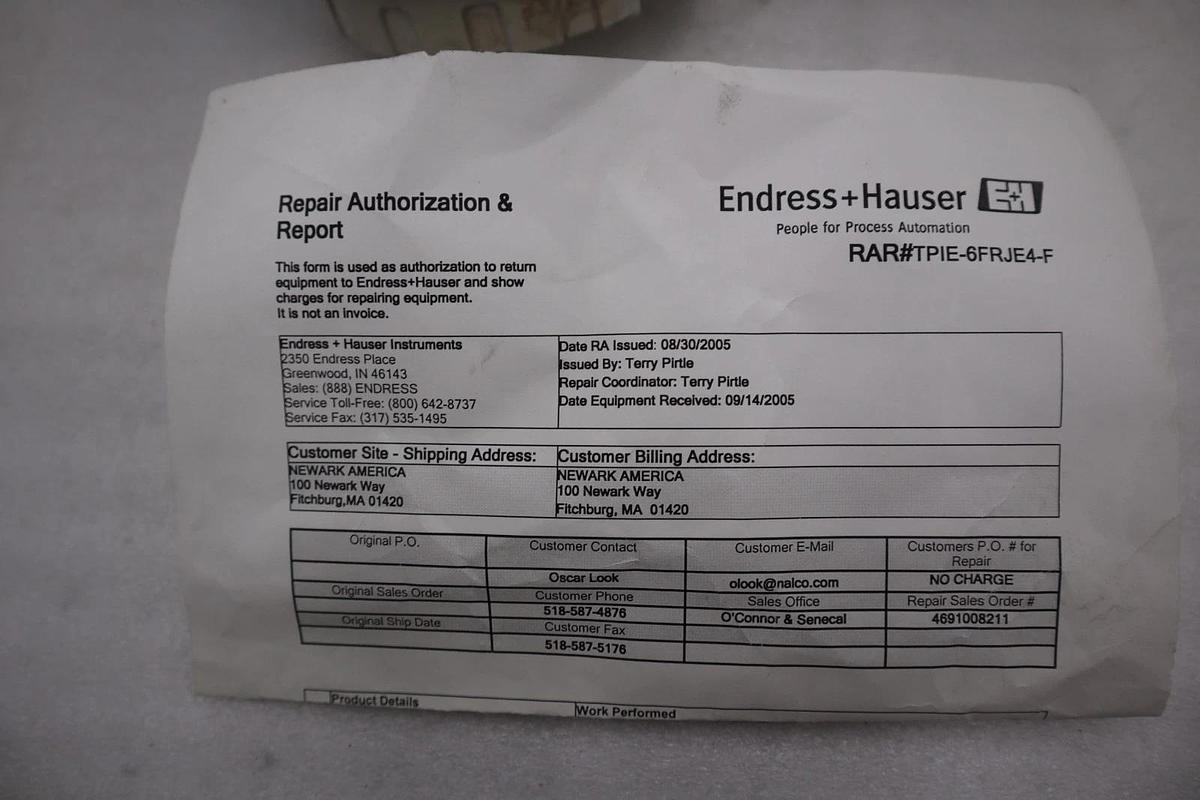 Repair Authorization &
Report
Endress+Hauser E+H
People for Process Automation
RAR#TPIE-6FRJE4-F
This form is used as authorization to return
equipment to Endress+Hauser and show
charges for repairing equipment.
It is not an invoice.
Endress + Hauser Instruments
2350 Endress Place
Greenwood, IN 46143
Sales: (888) ENDRESS
Service Toll-Free: (800) 642-8737
Service Fax: (317) 535-1495
Date RA Issued: 08/30/2005
Issued By: Terry Pirtle
Repair Coordinator: Terry Pirtle
Date Equipment Received: 09/14/2005
Customer Site - Shipping Address:
NEWARK AMERICA
100 Newark Way
Fitchburg,MA 01420
Customer Billing Address:
NEWARK AMERICA
100 Newark Way
Fitchburg, MA 01420
Original P.O.
Customer Contact
Customer E-Mail
Customers P.O. # for
Repair
Oscar Look
olook@nalco.com
NO CHARGE
Original Sales Order
Customer Phone
Sales Office
Repair Sales Order #
518-587-4876
O'Connor & Senecal
4691008211
Original Ship Date
Customer Fax
518-587-5176
Product Details
Work Performed